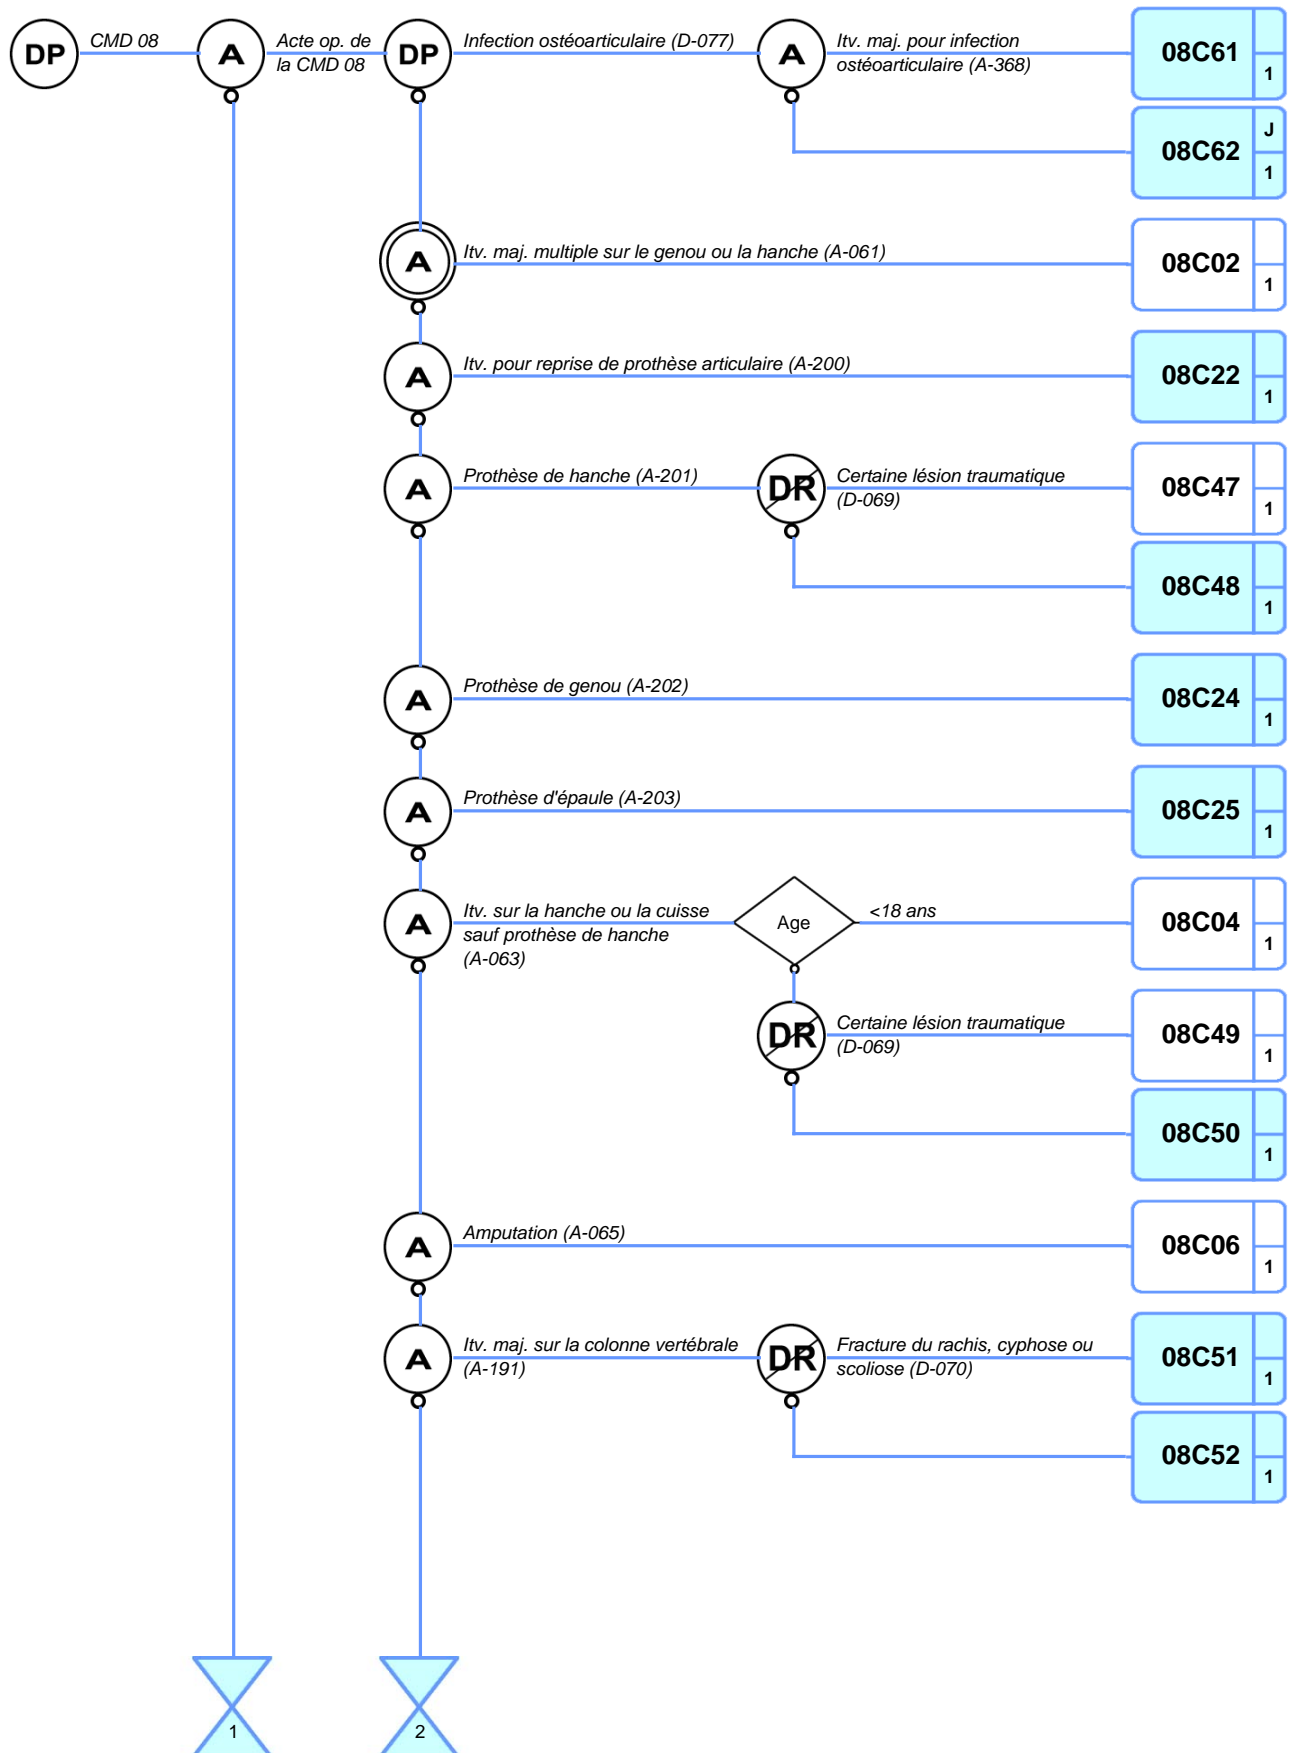 DP
CMD 08
A
Acte op. de
la CMD 08
DP
Infection ostéoarticulaire (D-077)
A
Itv. maj. pour infection
ostéoarticulaire (A-368)
08C61
1
08C62
J
1
A
Itv. maj. multiple sur le genou ou la hanche (A-061)
08C02
1
A
Itv. pour reprise de prothèse articulaire (A-200)
08C22
1
A
Prothèse de hanche (A-201)
DR
Certaine lésion traumatique
(D-069)
08C47
1
08C48
1
A
Prothèse de genou (A-202)
08C24
1
A
Prothèse d'épaule (A-203)
08C25
1
A
Itv. sur la hanche ou la cuisse
sauf prothèse de hanche
(A-063)
Age
<18 ans
08C04
1
DR
Certaine lésion traumatique
(D-069)
08C49
1
08C50
1
A
Amputation (A-065)
08C06
1
A
Itv. maj. sur la colonne vertébrale
(A-191)
DR
Fracture du rachis, cyphose ou
scoliose (D-070)
08C51
1
08C52
1
1
2